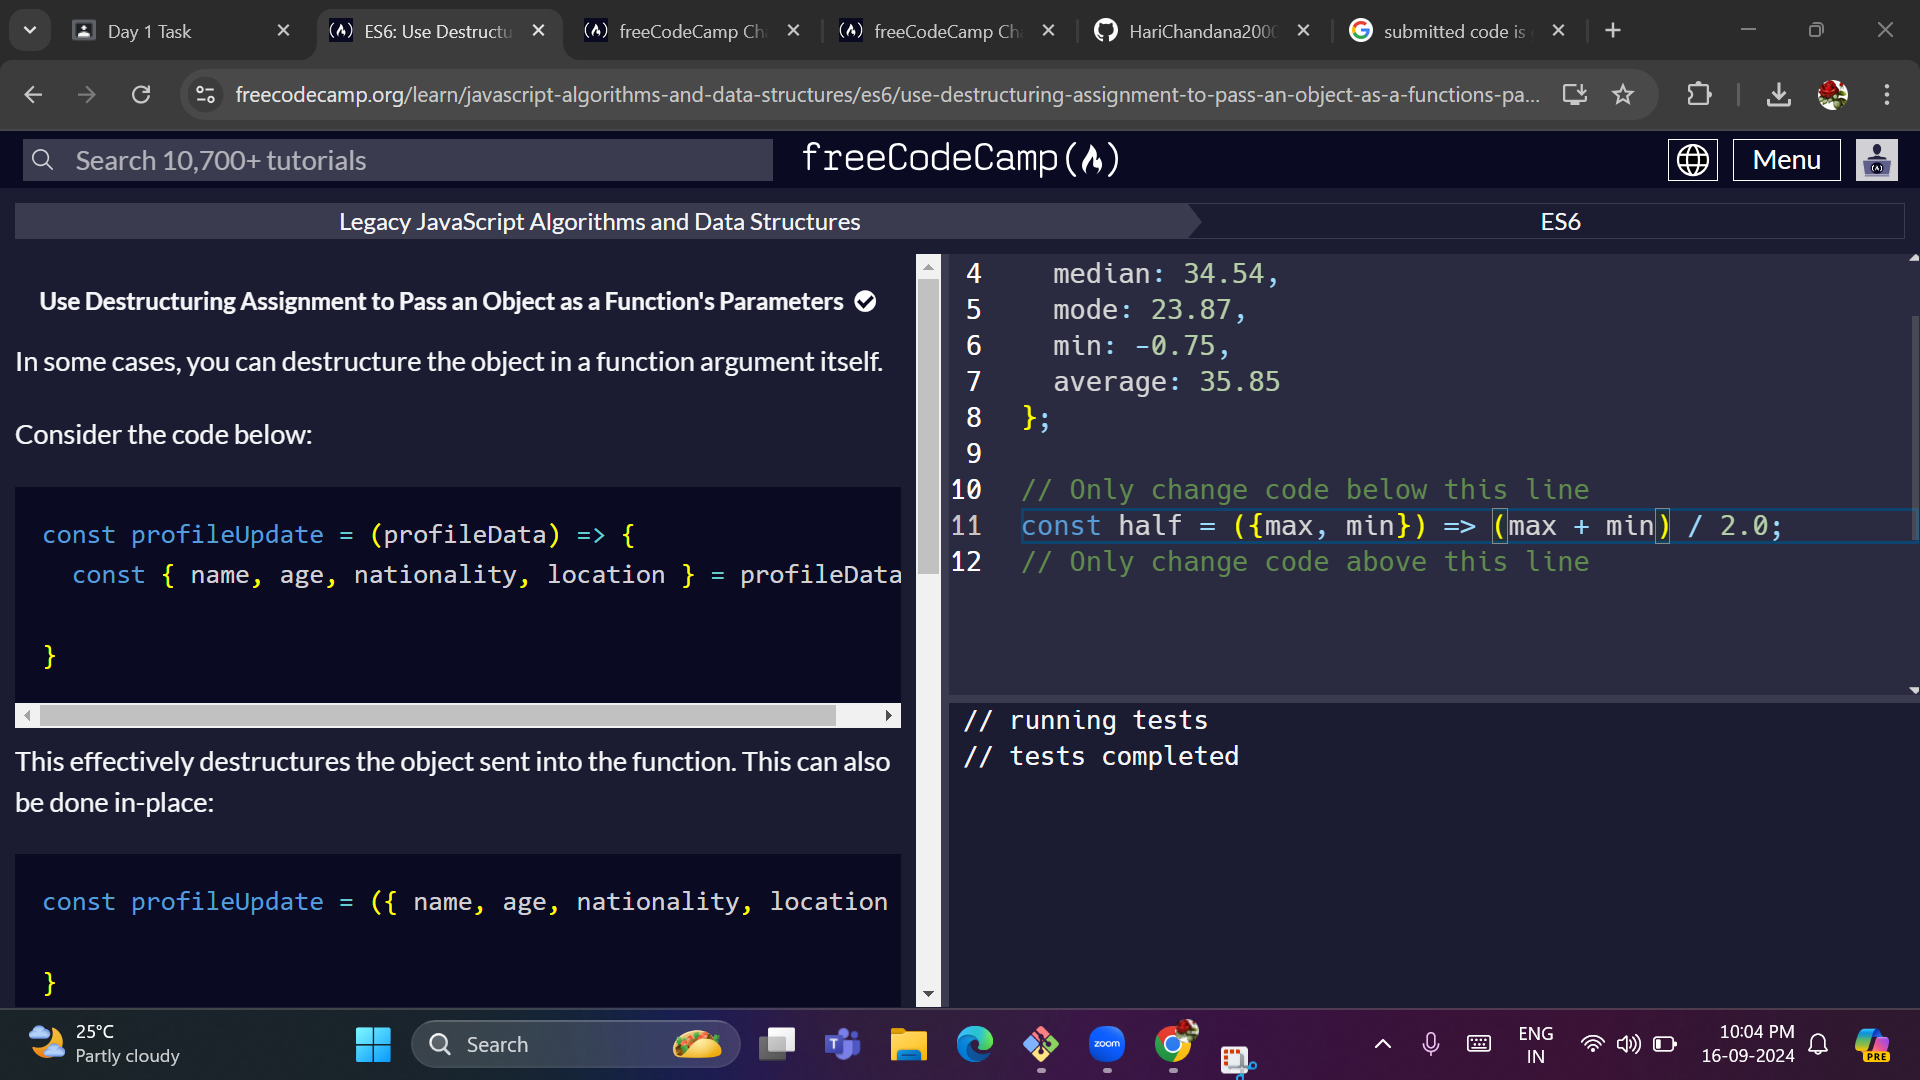 Day 1 Task
ES6: Use Destructu
freeCodeCamp Ch
freeCodeCamp Ch
HariChandana2000
submitted code is
freecodecamp.org/learn/javascript-algorithms-and-data-structures/es6/use-destructuring-assignment-to-pass-an-object-as-a-functions-pa...
Search 10,700+ tutorials
freeCodeCamp
Menu
Legacy JavaScript Algorithms and Data Structures
ES6
Use Destructuring Assignment to Pass an Object as a Function's Parameters
In some cases, you can destructure the object in a function argument itself.
Consider the code below:
const profileUpdate = (profileData) => {
const { name, age, nationality, location } = profileData
}
This effectively destructures the object sent into the function. This can also
be done in-place:
const profileUpdate = ({ name, age, nationality, location
}
4 median: 34.54,
5 mode: 23.87,
6 min: -0.75,
7 average: 35.85
8 };
9
10 // Only change code below this line
11 const half = ({max, min}) => (max + min) / 2.0;
12 // Only change code above this line
// running tests
// tests completed
25°C
Partly cloudy
Search
zoom
ENG
IN
10:04 PM
16-09-2024
PRE